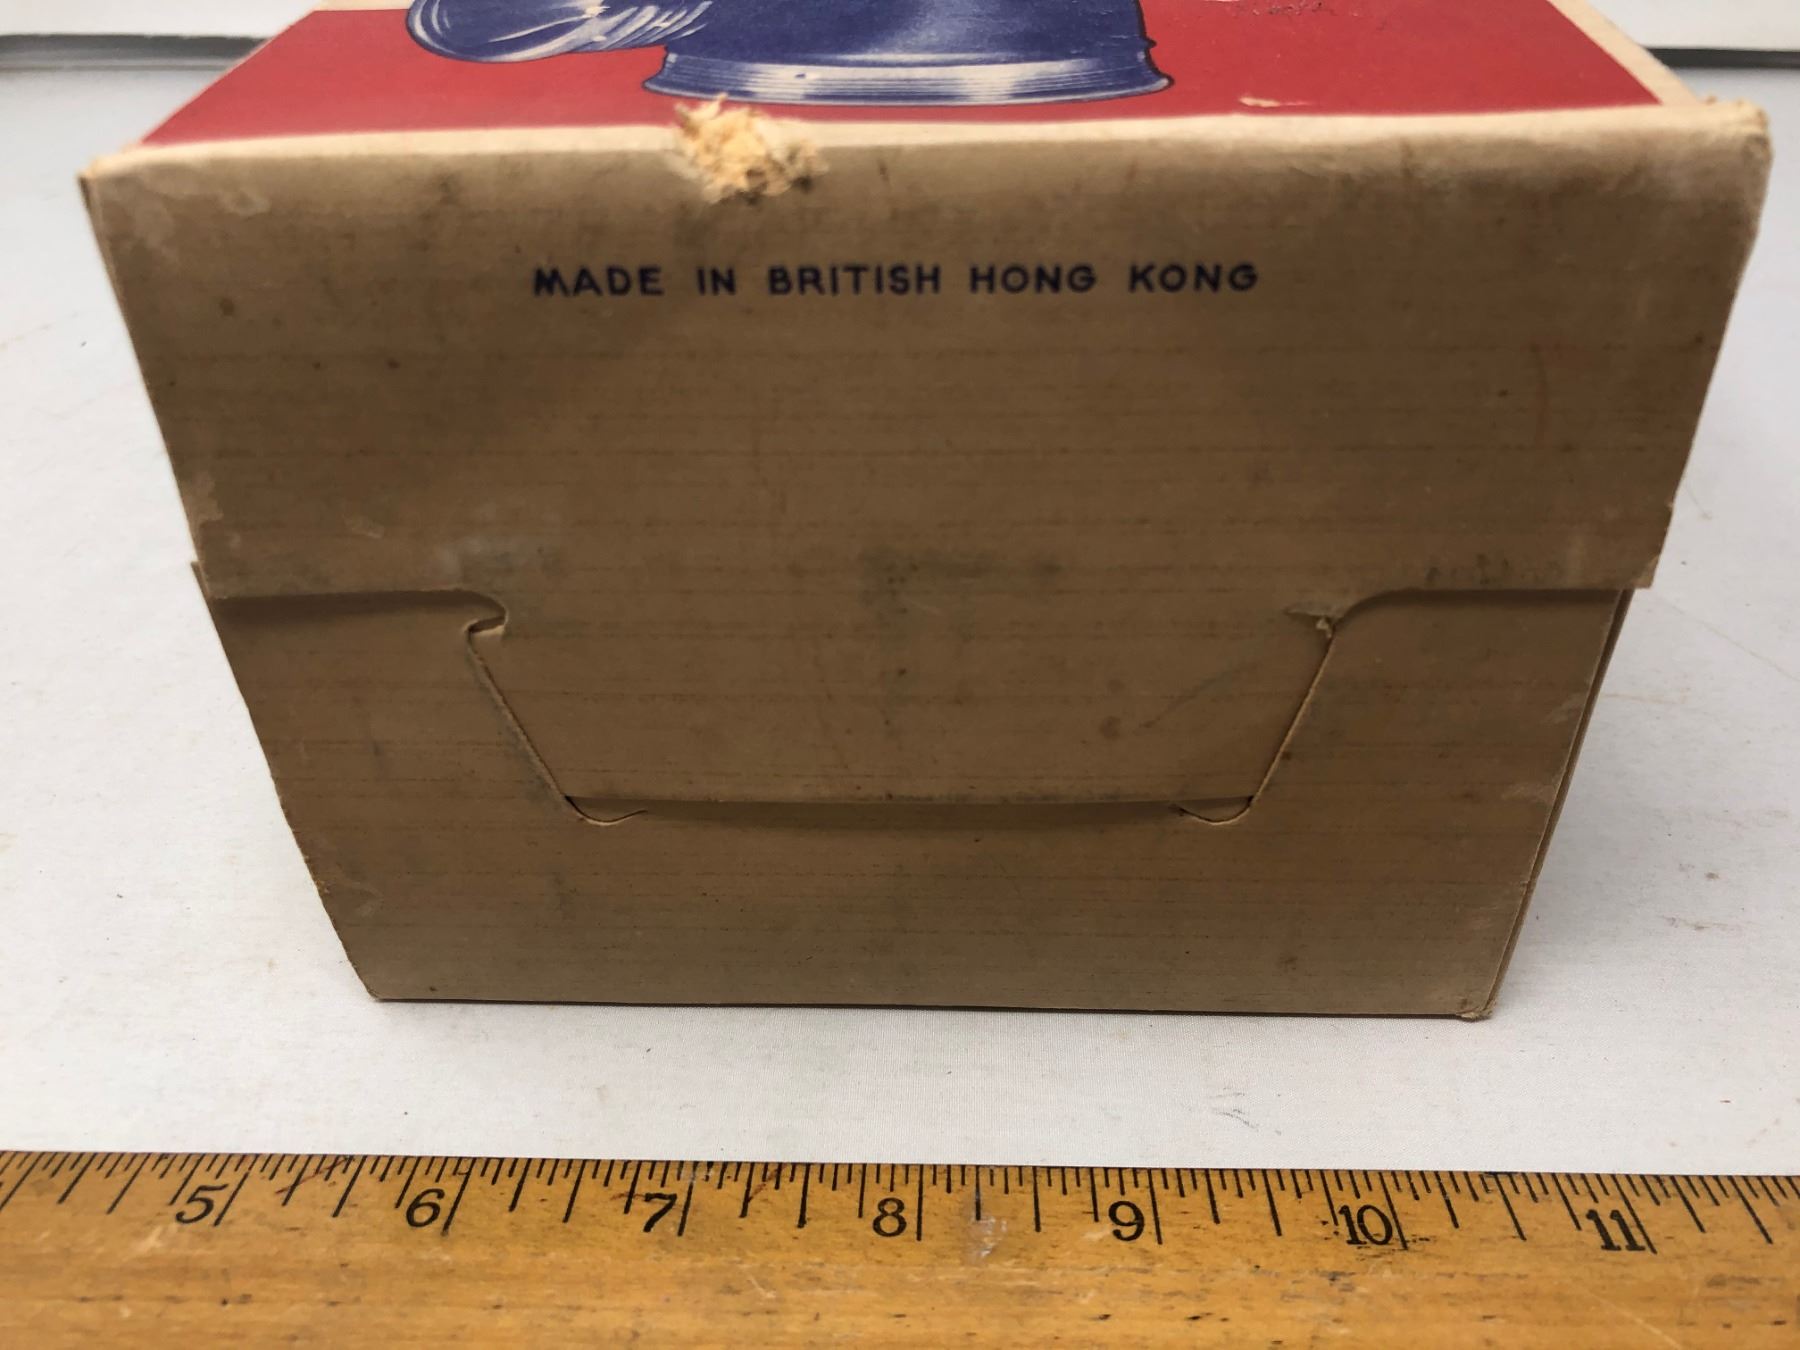 MADE IN BRITISH HONG KONG
5 6 7 8 9 10 11